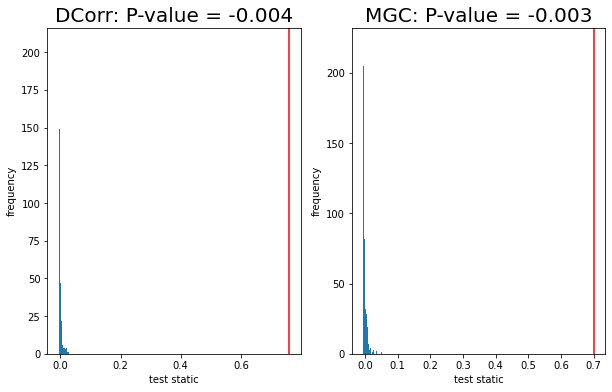 DCorr: P-value = -0.004
200
175
150
125
100
75
50
25
0
frequency
0.0 0.2 0.4 0.6
test static
MGC: P-value = -0.003
200
150
100
50
0
frequency
0.0 0.1 0.2 0.3 0.4 0.5 0.6 0.7
test static